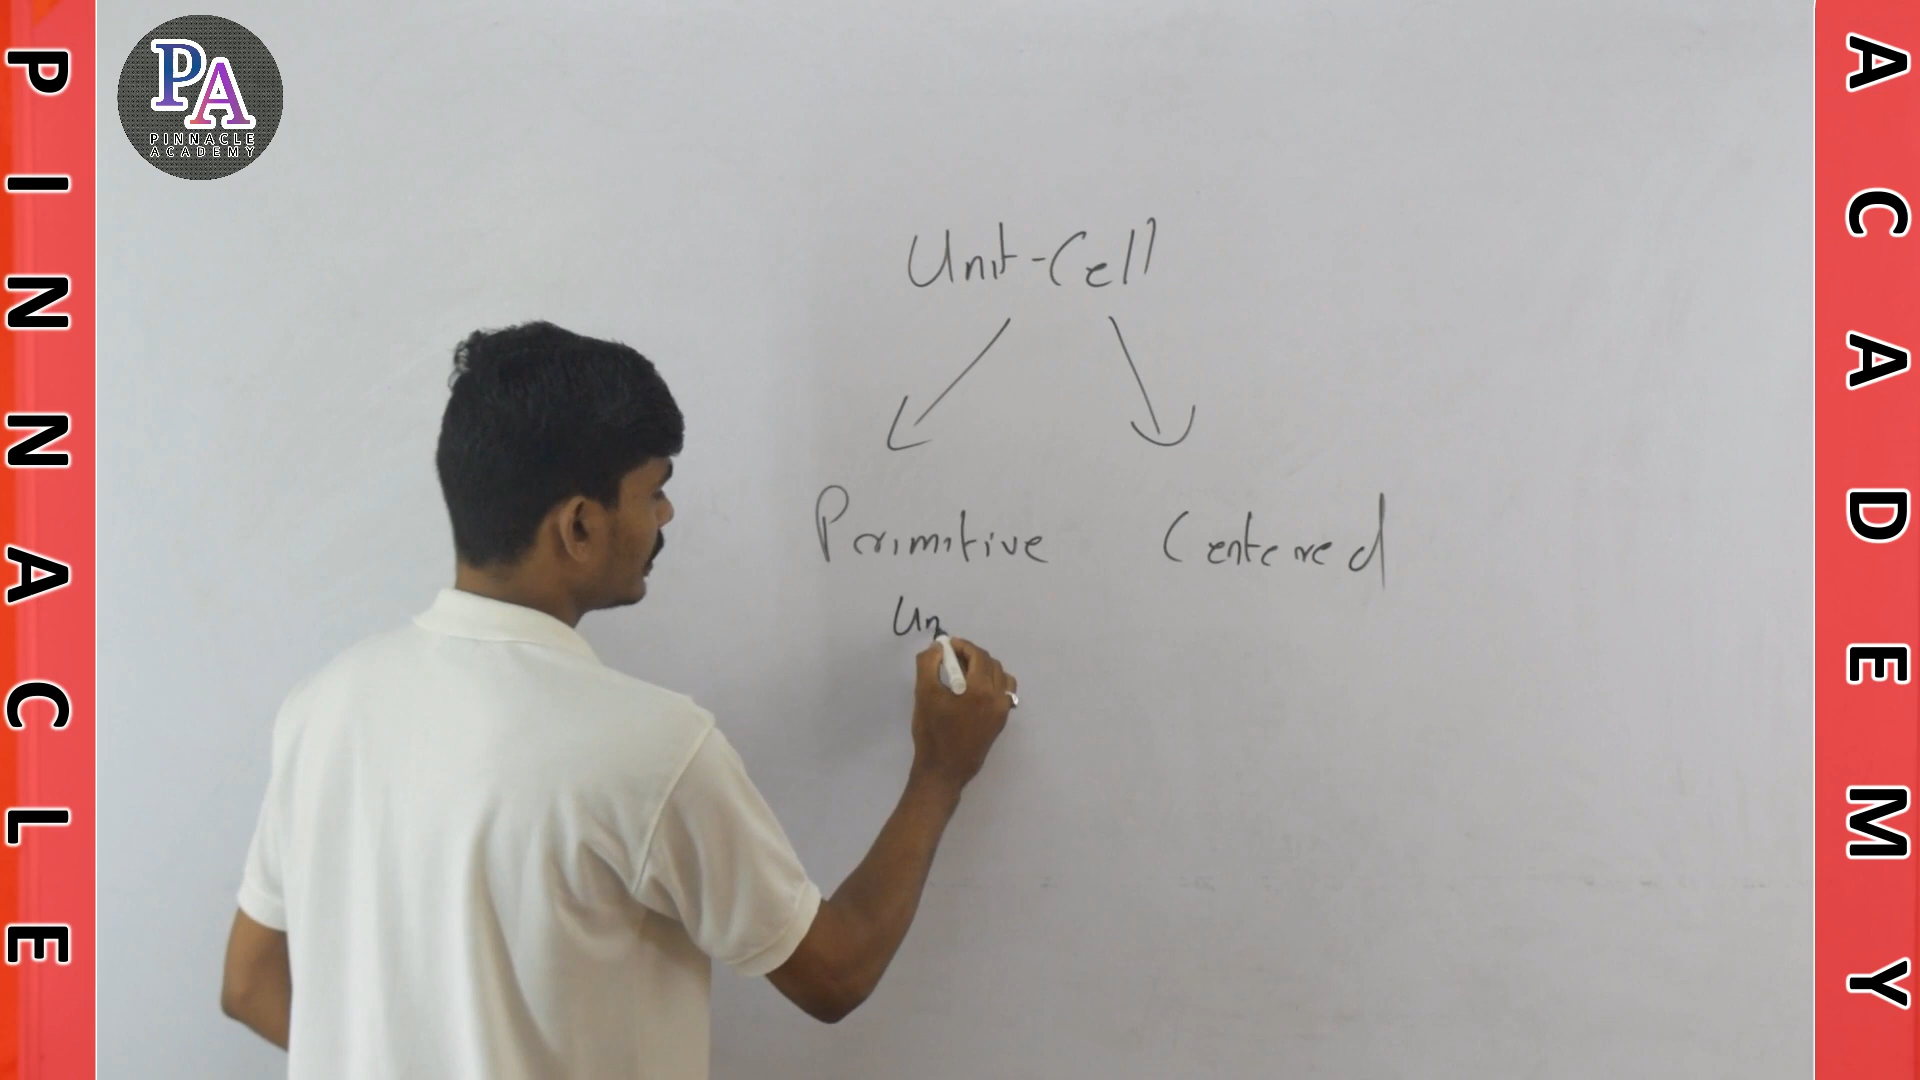 PINNACLE
PA
PINNACLE
ACADEMY
Unit-Cell
Primitive Centered
Un
ACADEMY